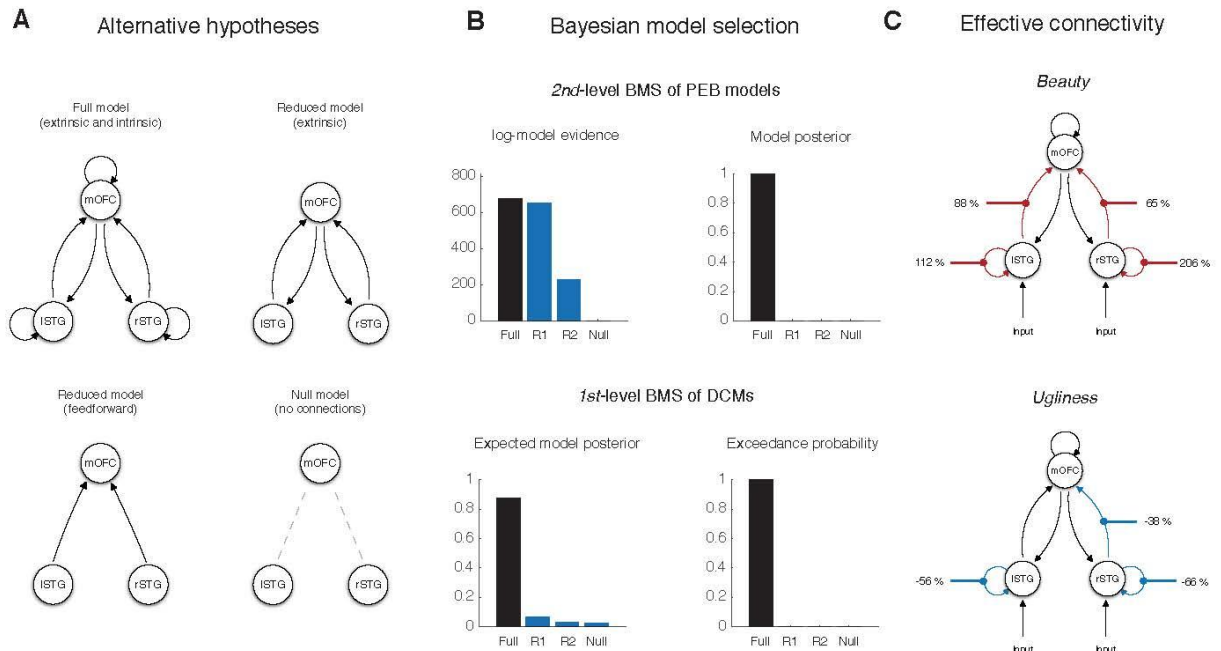 A
Alternative hypotheses
Full model
(extrinsic and intrinsic)
mOFC
lSTG
rSTG
Reduced model
(extrinsic)
mOFC
lSTG
rSTG
Reduced model
(feedforward)
mOFC
lSTG
rSTG
Null model
(no connections)
mOFC
lSTG
rSTG
B
Bayesian model selection
2nd-level BMS of PEB models
log-model evidence
800
600
400
200
0
Full R1 R2 Null
Model posterior
1
0.8
0.6
0.4
0.2
0
Full R1 R2 Null
1st-level BMS of DCMs
Expected model posterior
1
0.8
0.6
0.4
0.2
0
Full R1 R2 Null
Exceedance probability
1
0.8
0.6
0.4
0.2
0
Full R1 R2 Null
C
Effective connectivity
Beauty
mOFC
88 %
65 %
112 %
lSTG
rSTG
206 %
Input
Input
Ugliness
mOFC
-38 %
-56 %
lSTG
rSTG
-66 %
Input
Input